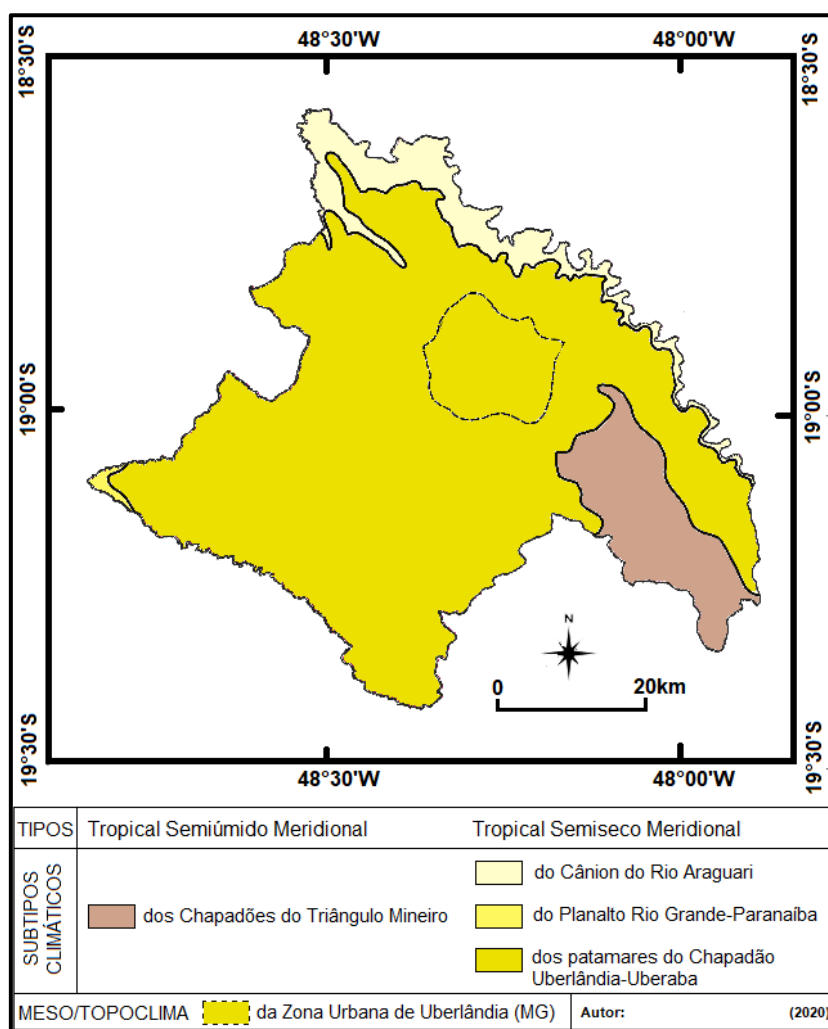 48°30'W 48°00'W
18°30'S 18°30'S
19°00'S 19°00'S
N
0 20km
19°30'S 19°30'S
48°30'W 48°00'W
TIPOS Tropical Semiúmido Meridional Tropical Semiseco Meridional
SUBTIPOS
CLIMÁTICOS
dos Chapadões do Triângulo Mineiro
do Cânion do Rio Araguari
do Planalto Rio Grande-Paranaíba
dos patamares do Chapadão
Uberlândia-Uberaba
MESO/TOPOCLIMA da Zona Urbana de Uberlândia (MG) Autor: (2020)